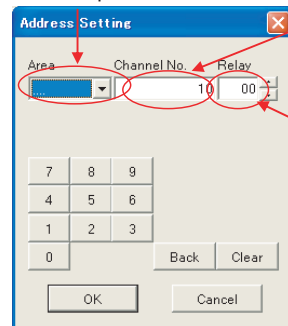 Address Setting
Area Channel No. Relay
.... 10 00
7 8 9
4 5 6
1 2 3
0 Back Clear
OK Cancel